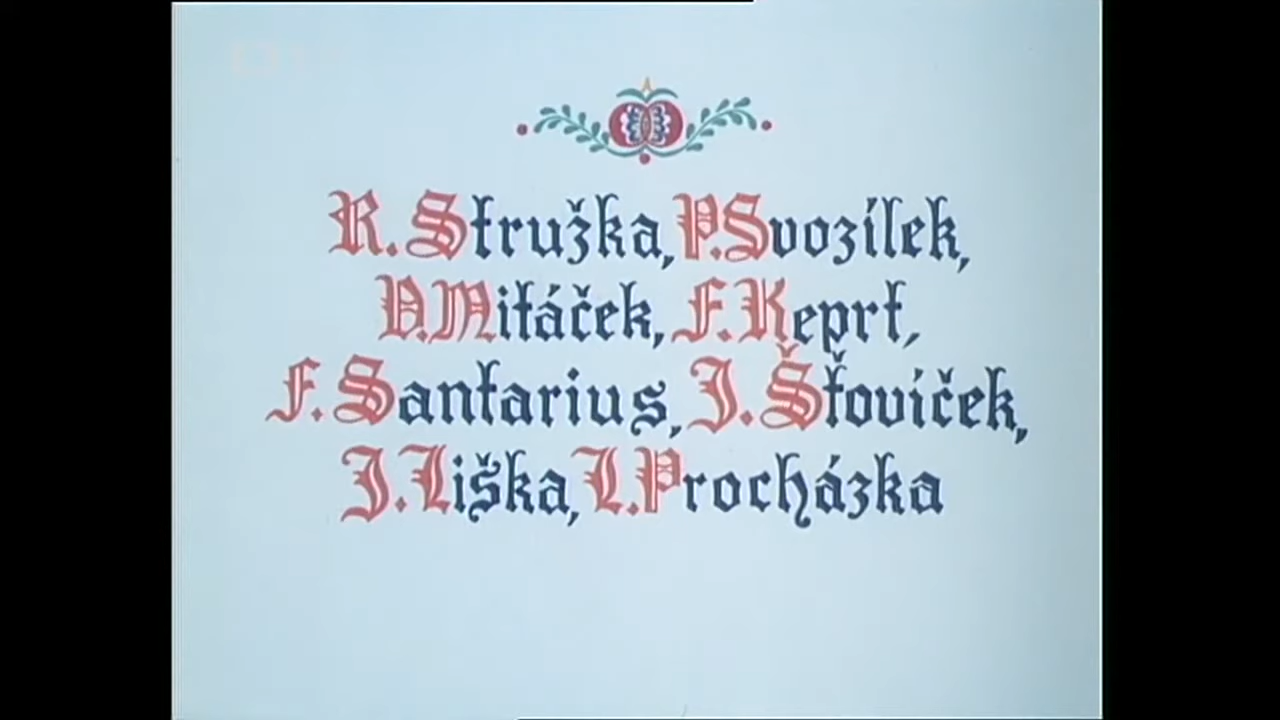 R. Stružka, P. Svozílek,
V. Mitáček, F. Keprt,
F. Santarius, J. Šťovíček,
J. Liška, L. Procházka